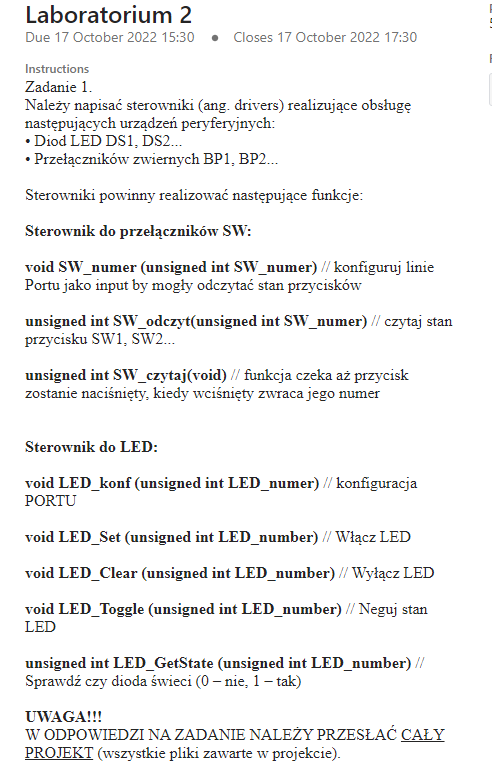 Laboratorium 2
Due 17 October 2022 15:30 • Closes 17 October 2022 17:30
Instructions
Zadanie 1.
Należy napisać sterowniki (ang. drivers) realizujące obsługę
następujących urządzeń peryferyjnych:
• Diod LED DS1, DS2...
• Przełączników zwiernych BP1, BP2...
Sterowniki powinny realizować następujące funkcje:
Sterownik do przełączników SW:
void SW_numer (unsigned int SW_numer) // konfiguruj linie
Portu jako input by mogły odczytać stan przycisków
unsigned int SW_odczyt(unsigned int SW_numer) // czytaj stan
przycisku SW1, SW2...
unsigned int SW_czytaj(void) // funkcja czeka aż przycisk
zostanie naciśnięty, kiedy wciśnięty zwraca jego numer
Sterownik do LED:
void LED_konf (unsigned int LED_numer) // konfiguracja
PORTU
void LED_Set (unsigned int LED_number) // Włącz LED
void LED_Clear (unsigned int LED_number) // Wyłącz LED
void LED_Toggle (unsigned int LED_number) // Neguj stan
LED
unsigned int LED_GetState (unsigned int LED_number) //
Sprawdź czy dioda świeci (0 – nie, 1 – tak)
UWAGA!!!
W ODPOWIEDZI NA ZADANIE NALEŻY PRZESŁAĆ CAŁY
PROJEKT (wszystkie pliki zawarte w projekcie).